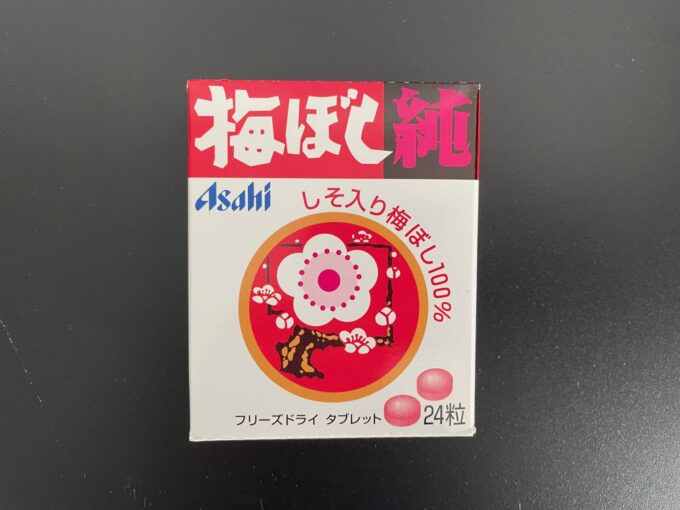 梅ぼし純
Asahi
しそ入り梅ぼし100%
フリーズドライ タブレット
24粒